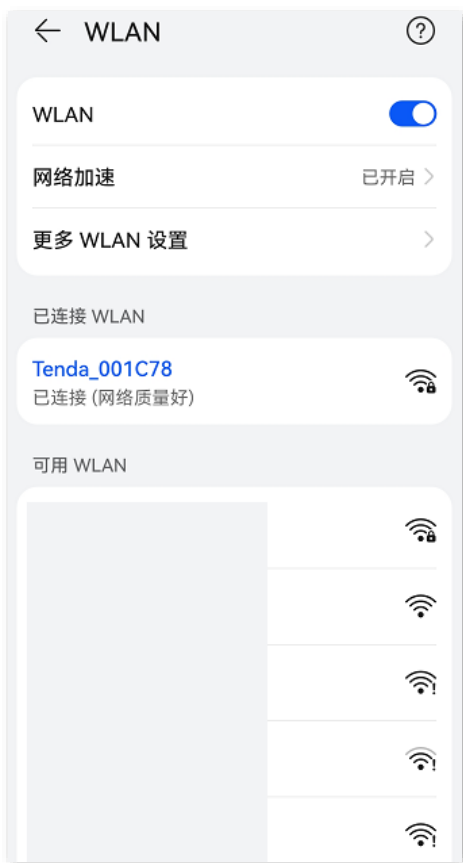 WLAN
WLAN
网络加速 已开启
更多 WLAN 设置
已连接 WLAN
Tenda_001C78
已连接 (网络质量好)
可用 WLAN